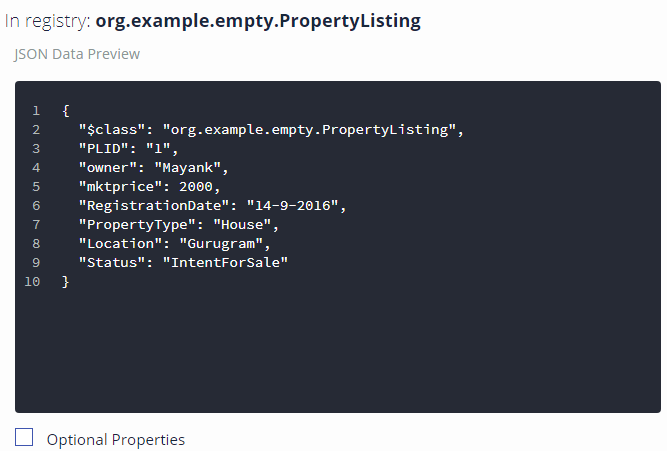 In registry: org.example.empty.PropertyListing
JSON Data Preview
1 {
2 "$class": "org.example.empty.PropertyListing",
3 "PLID": "1",
4 "owner": "Mayank",
5 "mktprice": 2000,
6 "RegistrationDate": "14-9-2016",
7 "PropertyType": "House",
8 "Location": "Gurugram",
9 "Status": "IntentForSale"
10 }
Optional Properties